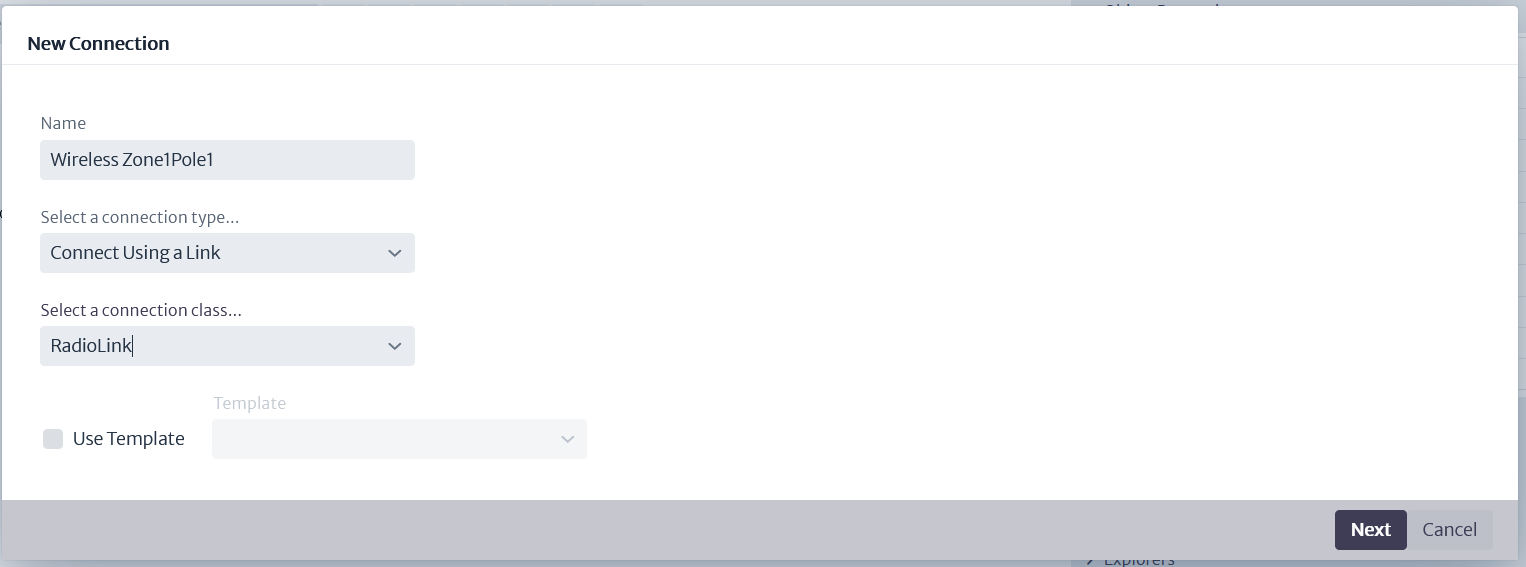 New Connection
Name
Wireless Zone1Pole1
Select a connection type...
Connect Using a Link
Select a connection class...
RadioLink
Template
Use Template
Next
Cancel
Explorers